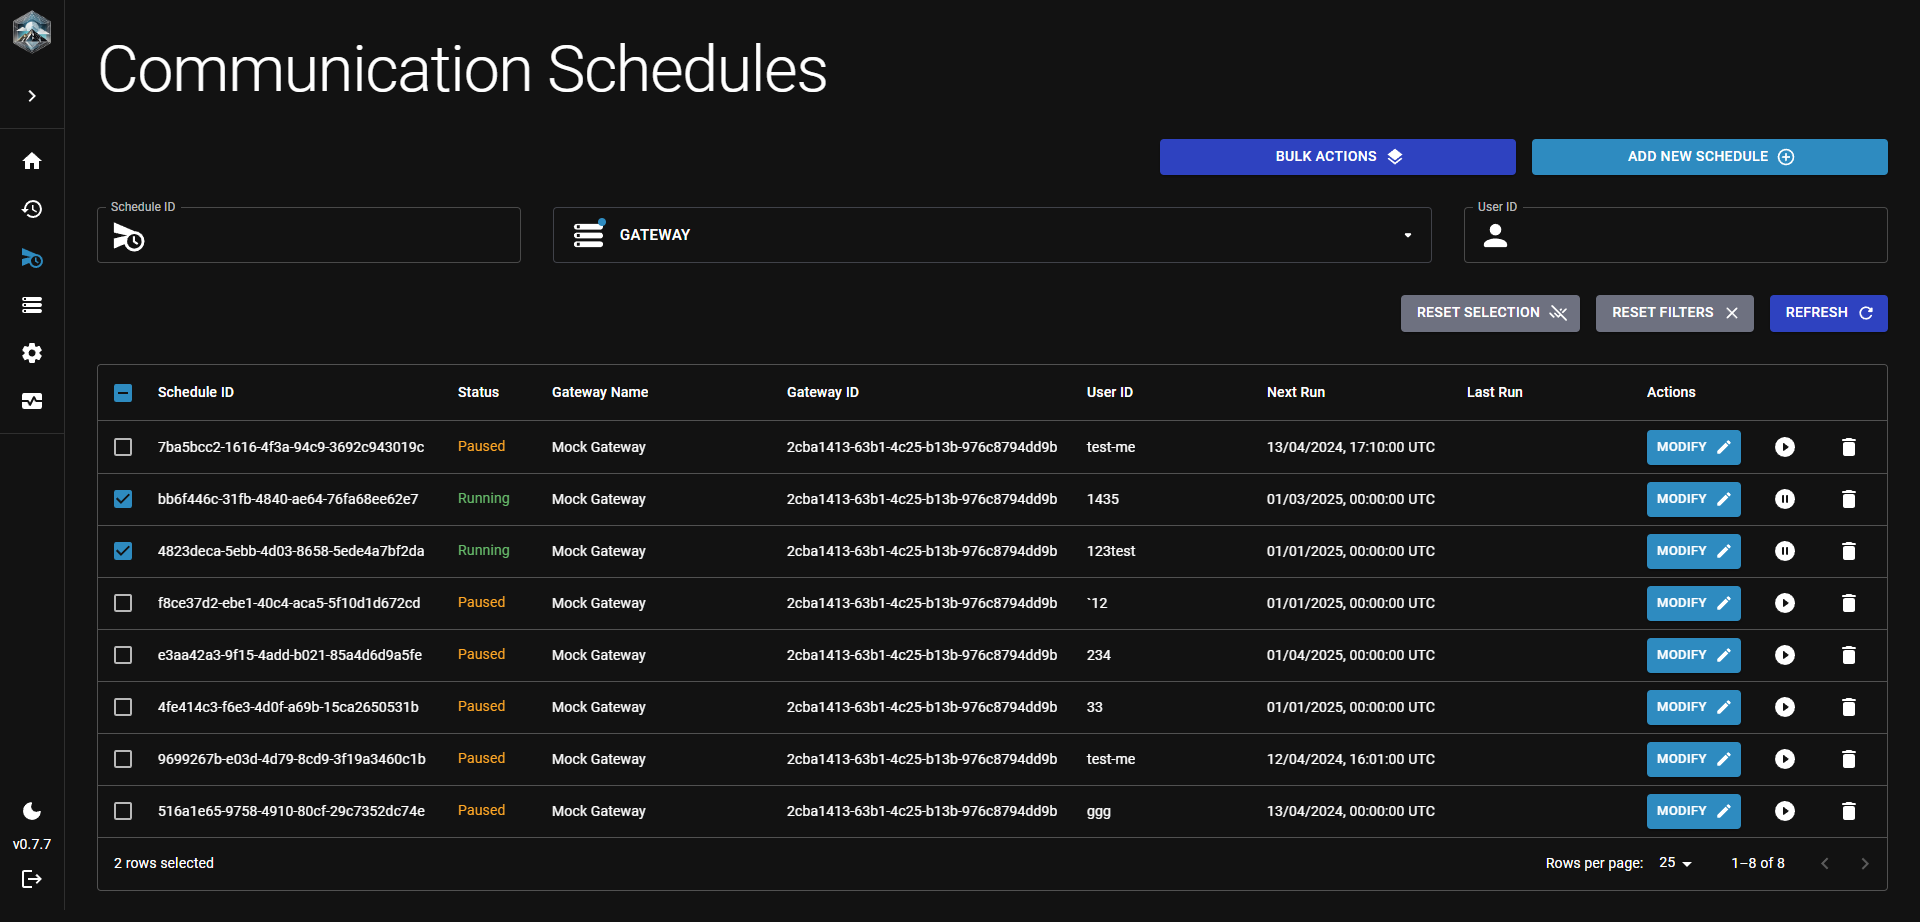 Communication Schedules
BULK ACTIONS
ADD NEW SCHEDULE
Schedule ID
GATEWAY
User ID
RESET SELECTION
RESET FILTERS
REFRESH
Schedule ID Status Gateway Name Gateway ID User ID Next Run Last Run Actions
7ba5bcc2-1616-4f3a-94c9-3692c943019c Paused Mock Gateway 2cba1413-63b1-4c25-b13b-976c8794dd9b test-me 13/04/2024, 17:10:00 UTC MODIFY
bb6f446c-31fb-4840-ae64-76fa68ee62e7 Running Mock Gateway 2cba1413-63b1-4c25-b13b-976c8794dd9b 1435 01/03/2025, 00:00:00 UTC MODIFY
4823deca-5ebb-4d03-8658-5ede4a7bf2da Running Mock Gateway 2cba1413-63b1-4c25-b13b-976c8794dd9b 123test 01/01/2025, 00:00:00 UTC MODIFY
f8ce37d2-ebe1-40c4-aca5-5f10d1d672cd Paused Mock Gateway 2cba1413-63b1-4c25-b13b-976c8794dd9b `12 01/01/2025, 00:00:00 UTC MODIFY
e3aa42a3-9f15-4add-b021-85a4d6d9a5fe Paused Mock Gateway 2cba1413-63b1-4c25-b13b-976c8794dd9b 234 01/04/2025, 00:00:00 UTC MODIFY
4fe414c3-f6e3-4d0f-a69b-15ca2650531b Paused Mock Gateway 2cba1413-63b1-4c25-b13b-976c8794dd9b 33 01/01/2025, 00:00:00 UTC MODIFY
9699267b-e03d-4d79-8cd9-3f19a3460c1b Paused Mock Gateway 2cba1413-63b1-4c25-b13b-976c8794dd9b test-me 12/04/2024, 16:01:00 UTC MODIFY
516a1e65-9758-4910-80cf-29c7352dc74e Paused Mock Gateway 2cba1413-63b1-4c25-b13b-976c8794dd9b ggg 13/04/2024, 00:00:00 UTC MODIFY
2 rows selected Rows per page: 25 1–8 of 8
v0.7.7